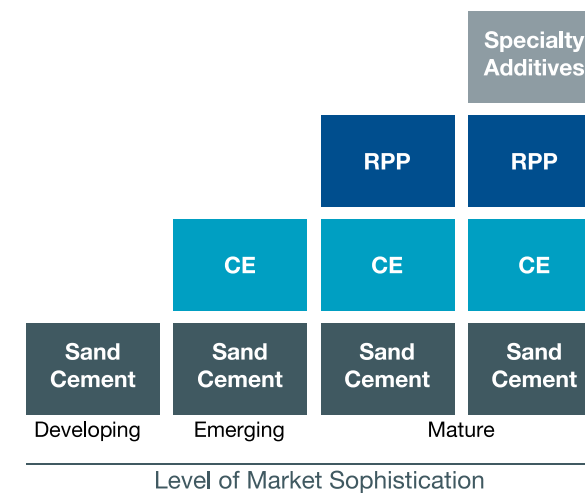 Specialty
Additives
RPP
RPP
CE
CE
CE
Sand
Cement
Sand
Cement
Sand
Cement
Sand
Cement
Developing
Emerging
Mature
Level of Market Sophistication